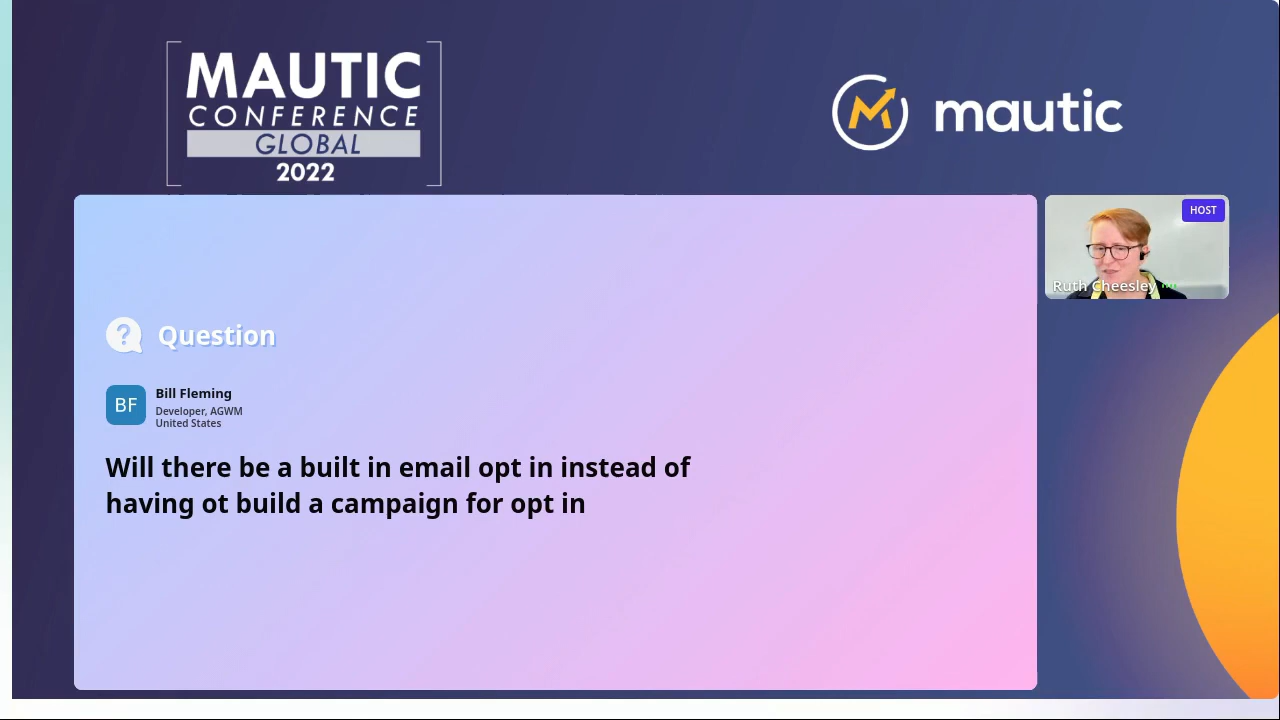 MAUTIC
CONFERENCE
GLOBAL
2022
mautic
HOST
Ruth Cheesley
?
Question
BF
Bill Fleming
Developer, AGWM
United States
Will there be a built in email opt in instead of
having ot build a campaign for opt in